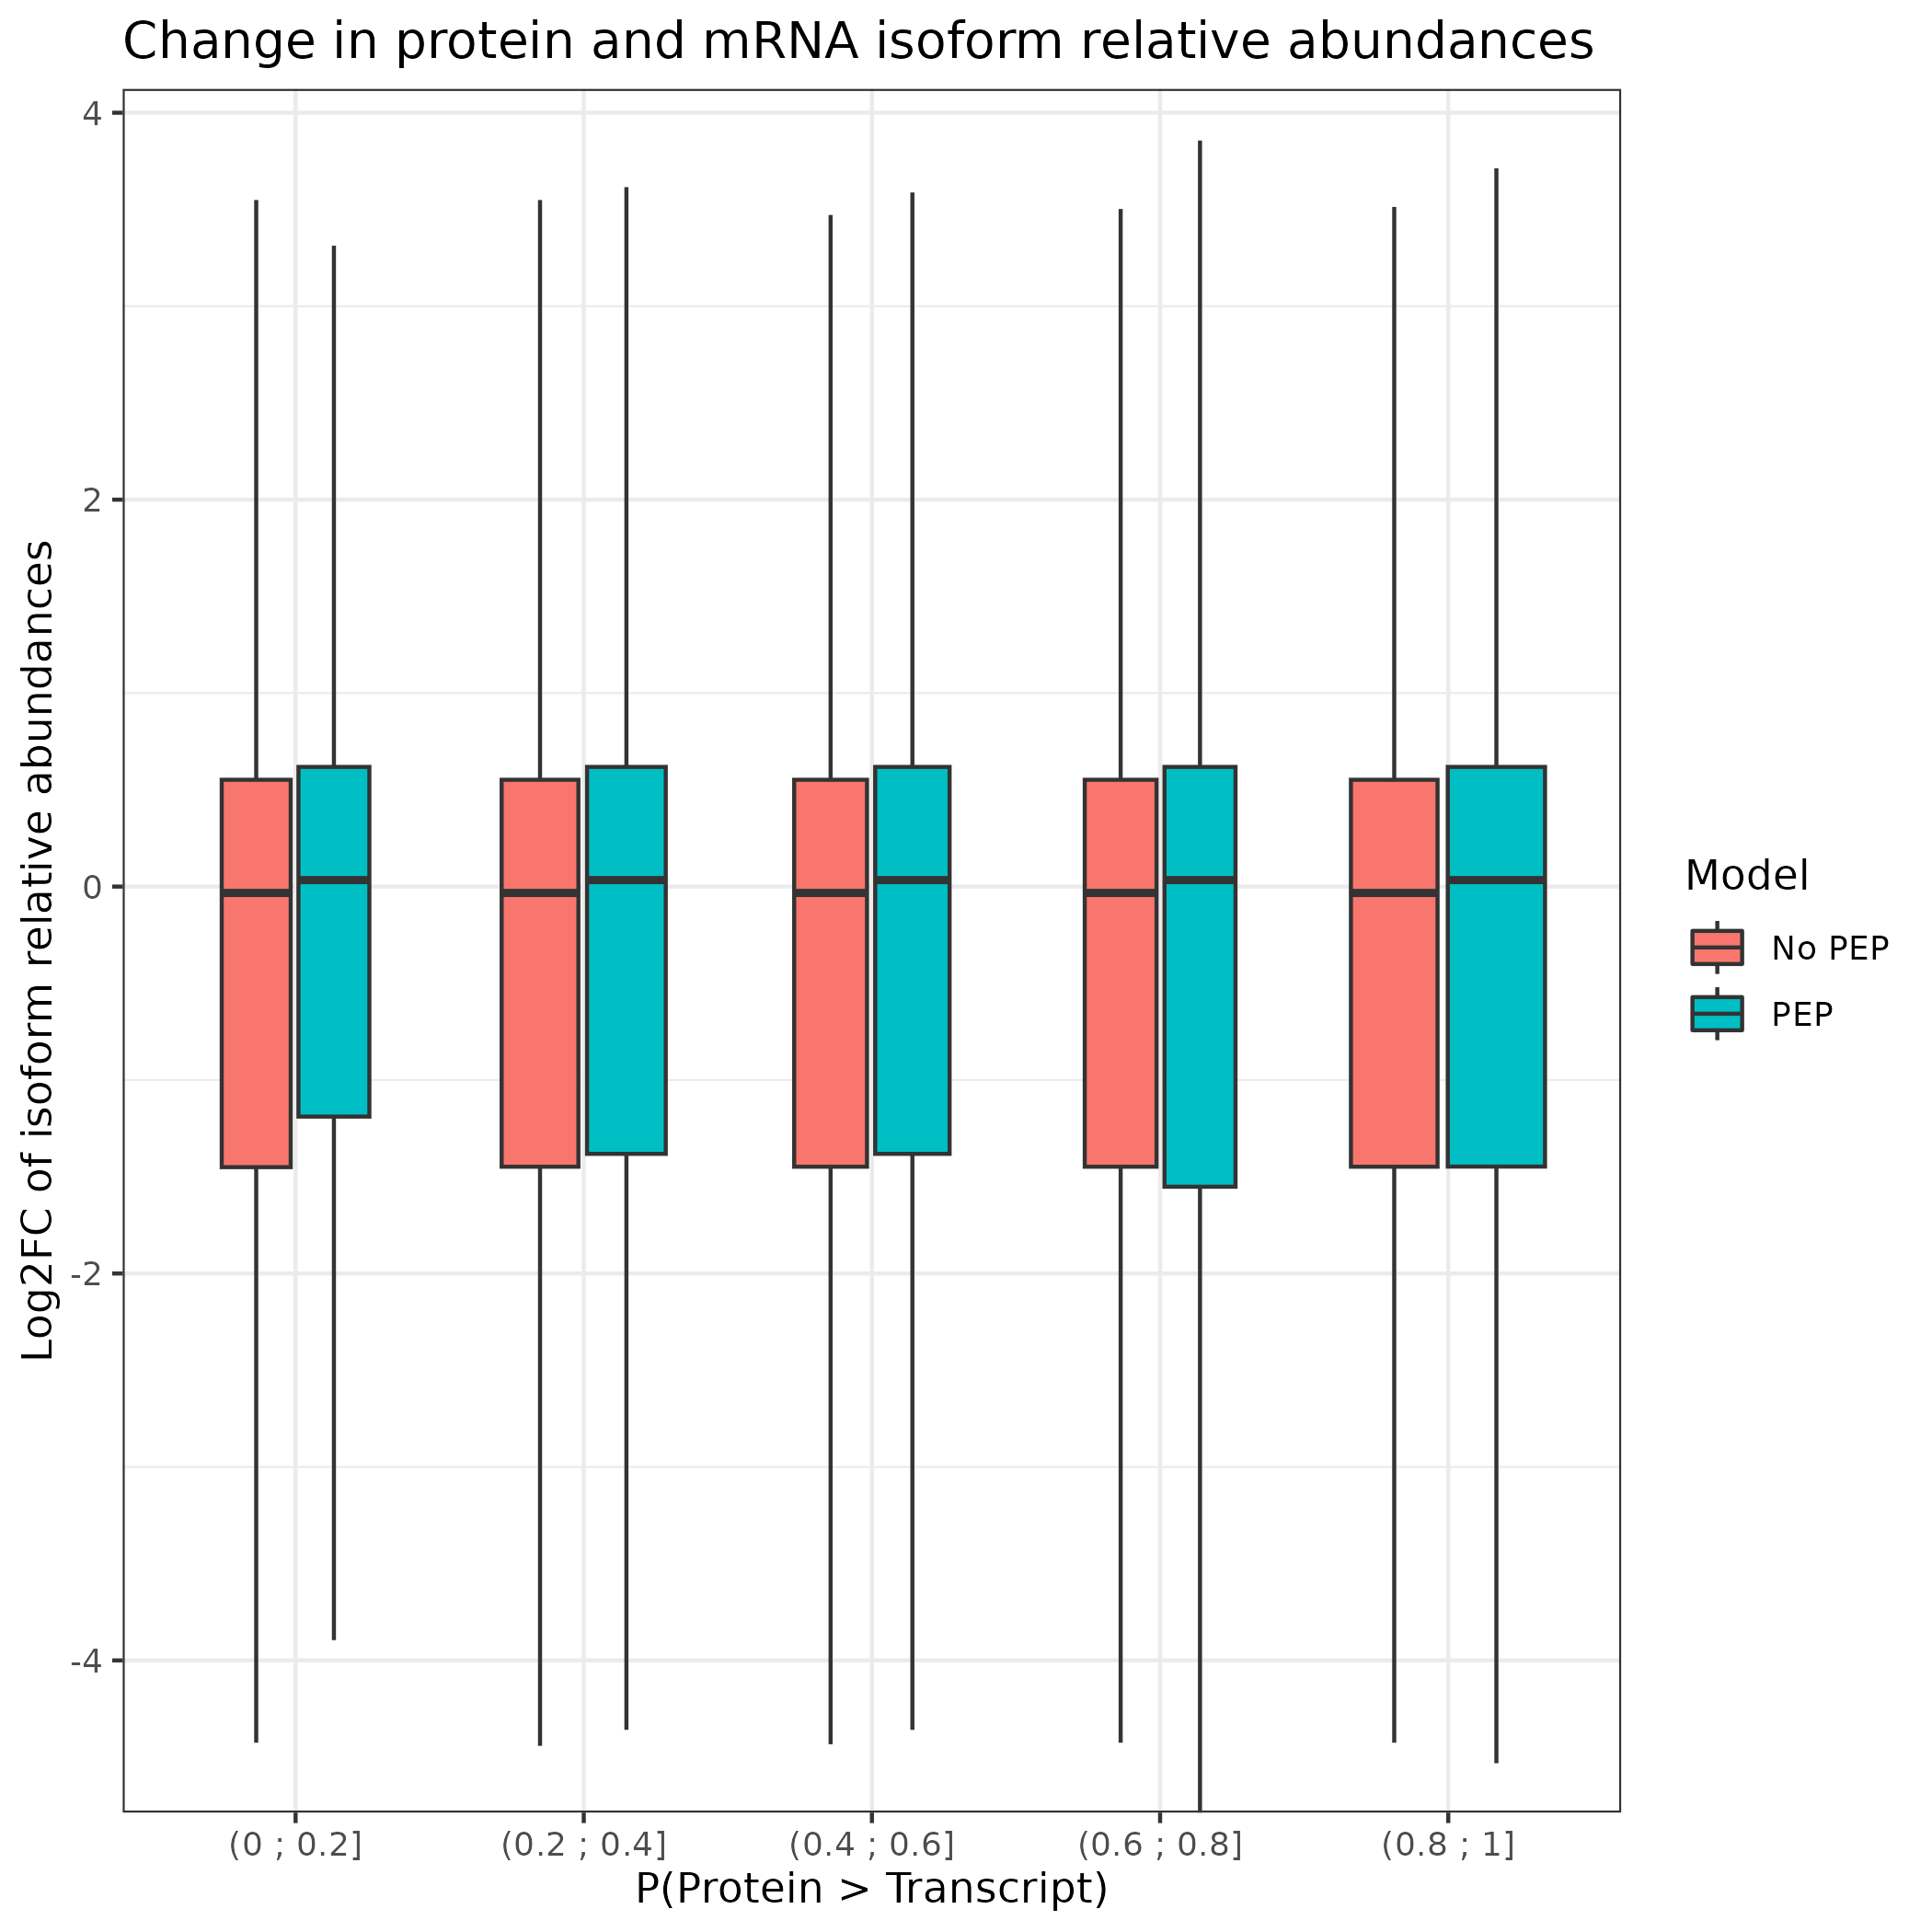 Change in protein and mRNA isoform relative abundances
4
2
0
-2
-4
Log2FC of isoform relative abundances
(0 ; 0.2]
(0.2 ; 0.4]
(0.4 ; 0.6]
(0.6 ; 0.8]
(0.8 ; 1]
P(Protein > Transcript)
Model
No PEP
PEP